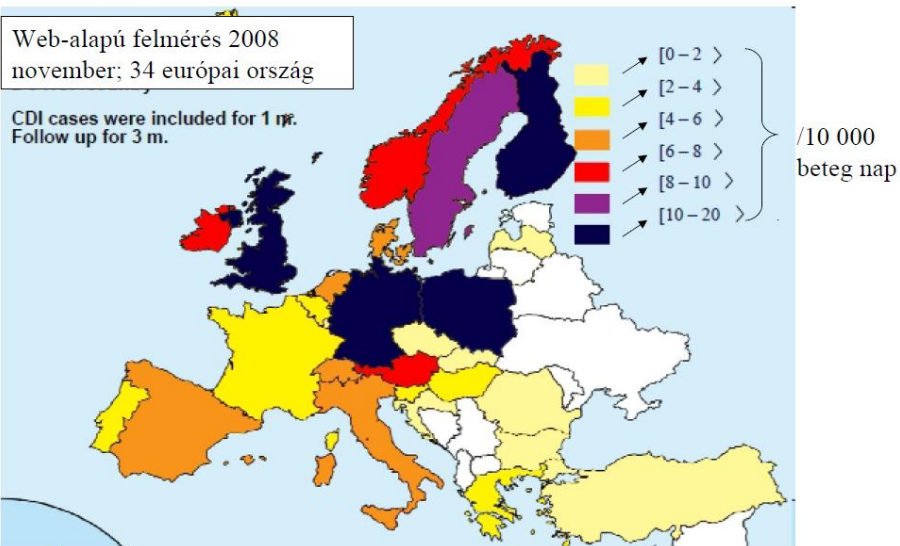 Web-alapú felmérés 2008
november; 34 európai ország
CDI cases were included for 1 m.
Follow up for 3 m.
[0 – 2 〉
[2 – 4 〉
[4 – 6 〉
[6 – 8 〉
[8 – 10 〉
[10 – 20 〉
/10 000
beteg nap